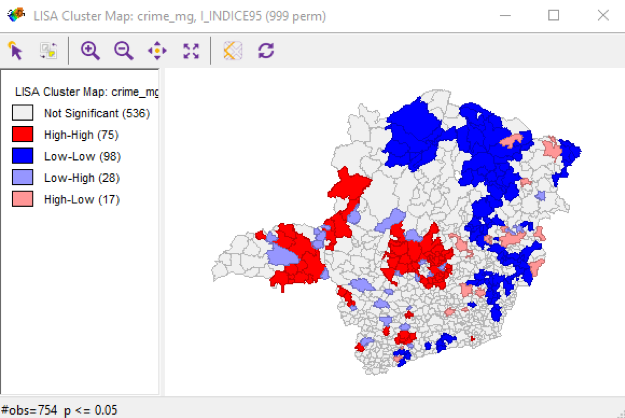 LISA Cluster Map: crime_mg, I_INDICE95 (999 perm)
LISA Cluster Map: crime_mg
Not Significant (536)
High-High (75)
Low-Low (98)
Low-High (28)
High-Low (17)
#obs=754 p <= 0.05